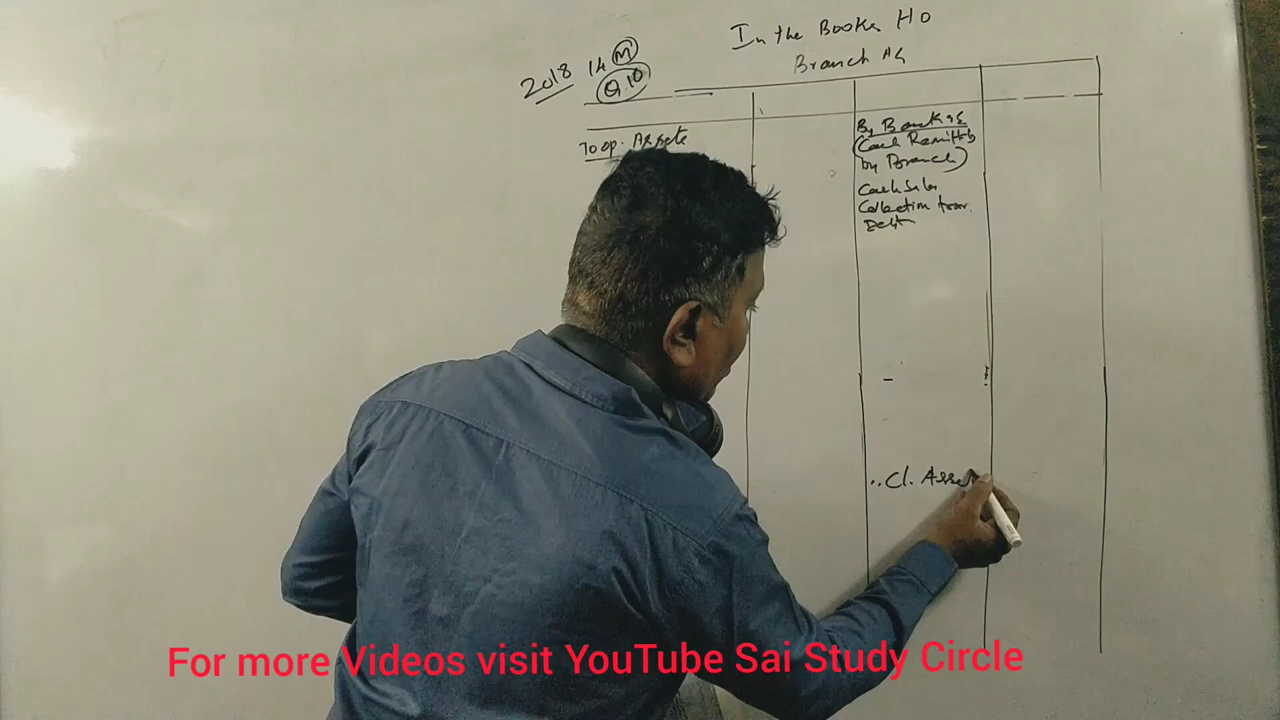 In the Books HO
Branch A/c
2018 14 M
Q.10
To op. Assets
By Bank A/c
(Cash Remitted
by Branch)
Cash Sales
Collection from
Debt
-
.. Cl. Asset
For more Videos visit YouTube Sai Study Circle